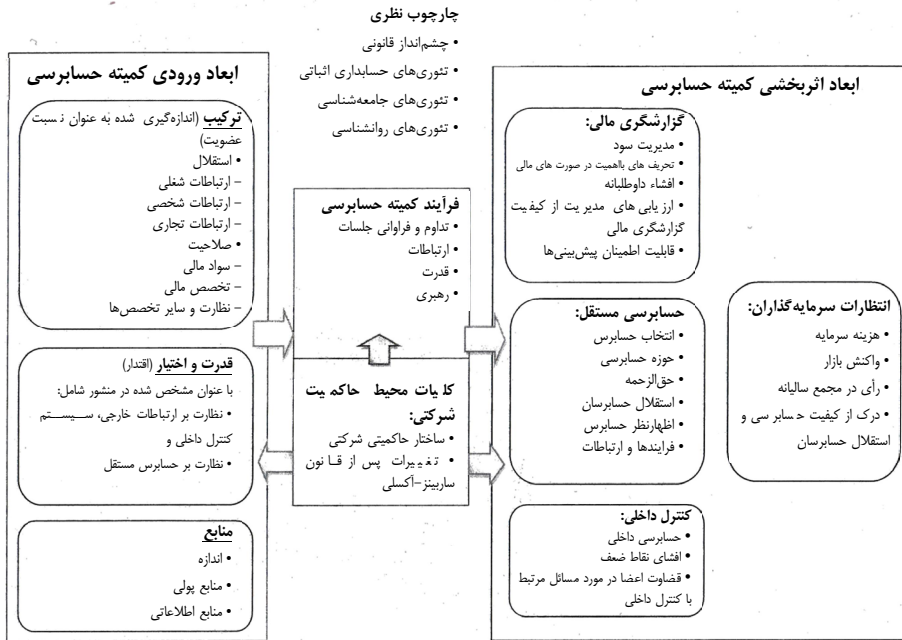 چارچوب نظری
• چشم‌انداز قانونی
• تئوری‌های حسابداری اثباتی
• تئوری‌های جامعه‌شناسی
• تئوری‌های روانشناسی
ابعاد ورودی کمیته حسابرسی
ترکیب (اندازه‌گیری شده به عنوان نسبت
عضویت)
• استقلال
– ارتباطات شغلی
– ارتباطات شخصی
– ارتباطات تجاری
• صلاحیت
– سواد مالی
– تخصص مالی
– نظارت و سایر تخصص‌ها
قدرت و اختیار (اقتدار)
با عنوان مشخص شده در منشور شامل:
• نظارت بر ارتباطات خارجی، سیستم
کنترل داخلی و
• نظارت بر حسابرس مستقل
منابع
• اندازه
• منابع پولی
• منابع اطلاعاتی
فرآیند کمیته حسابرسی
• تداوم و فراوانی جلسات
• ارتباطات
• قدرت
• رهبری
کلیات محیط حاکمیت
شرکتی:
• ساختار حاکمیتی شرکتی
• تغییرات پس از قانون
ساربینز-آکسلی
ابعاد اثربخشی کمیته حسابرسی
گزارشگری مالی:
• مدیریت سود
• تحریف های بااهمیت در صورت های مالی
• افشاء داوطلبانه
• ارزیابی های مدیریت از کیفیت
گزارشگری مالی
• قابلیت اطمینان پیش‌بینی‌ها
حسابرسی مستقل:
• انتخاب حسابرس
• حوزه حسابرسی
• حق‌الزحمه
• استقلال حسابرسان
• اظهارنظر حسابرس
• فرایندها و ارتباطات
کنترل داخلی:
• حسابرسی داخلی
• افشای نقاط ضعف
• قضاوت اعضا در مورد مسائل مرتبط
با کنترل داخلی
انتظارات سرمایه‌گذاران:
• هزینه سرمایه
• واکنش بازار
• رأی در مجمع سالیانه
• درک از کیفیت حسابرسی و
استقلال حسابرسان